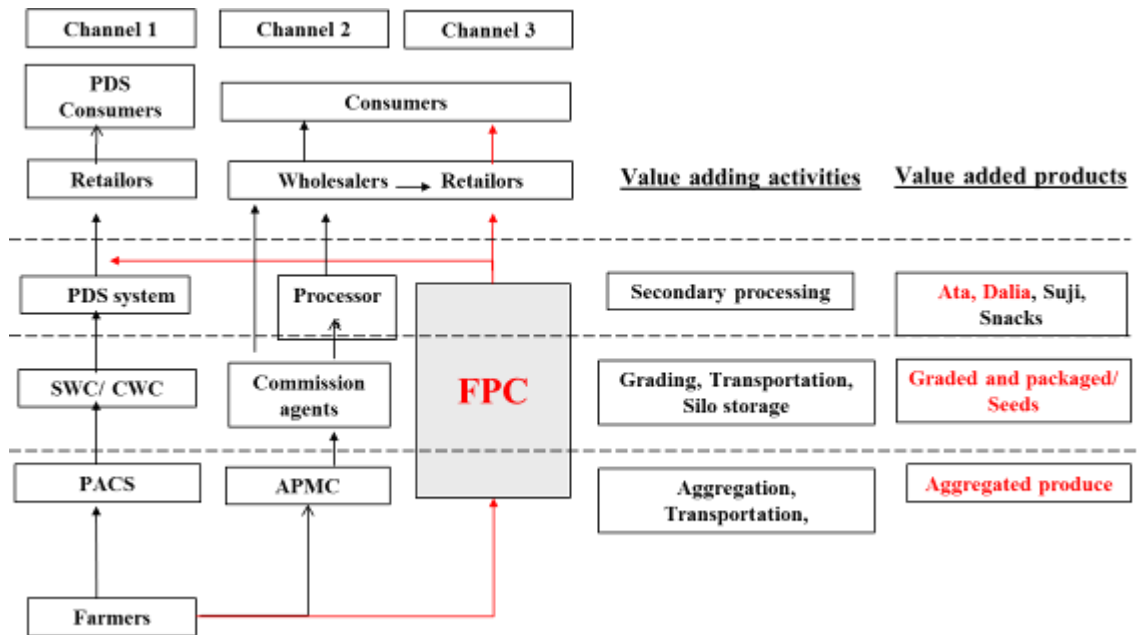 Channel 1
Channel 2
Channel 3
PDS
Consumers
Consumers
Retailors
Wholesalers
Retailors
Value adding activities
Value added products
PDS system
Processor
Secondary processing
Ata, Dalia, Suji,
Snacks
SWC/ CWC
Commission
agents
FPC
Grading, Transportation,
Silo storage
Graded and packaged/
Seeds
PACS
APMC
Aggregation,
Transportation,
Aggregated produce
Farmers